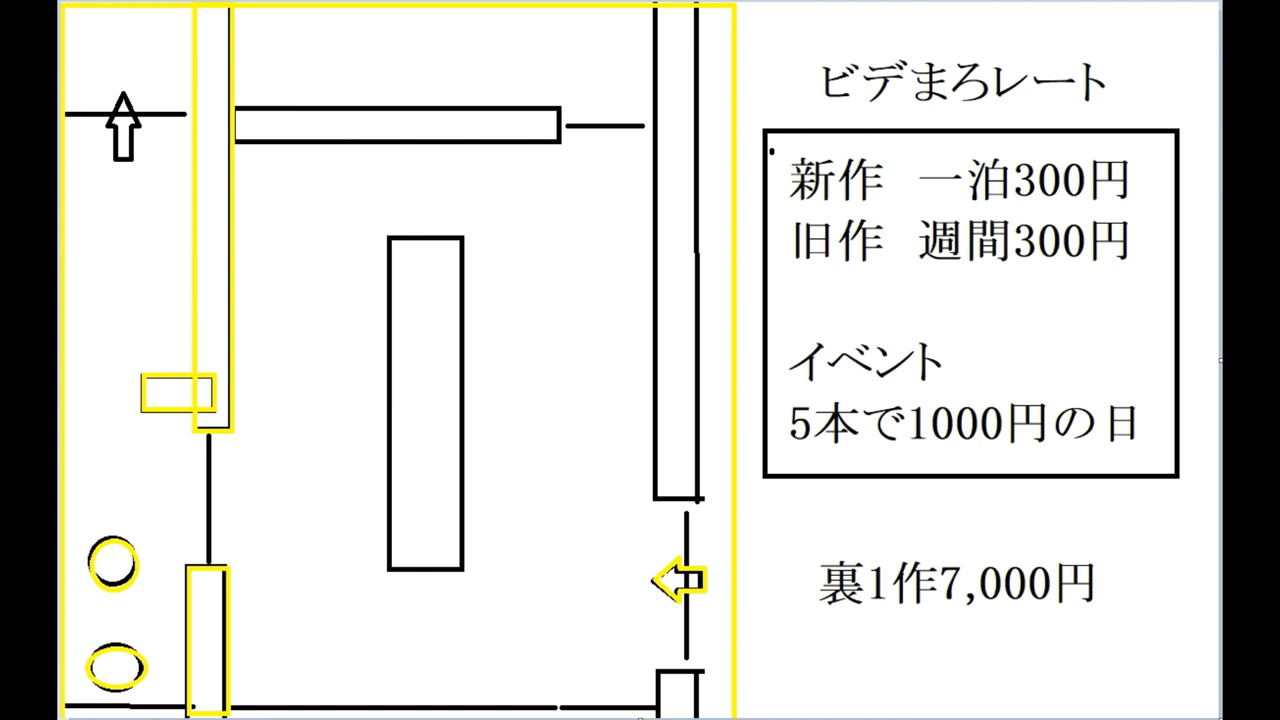 ビデまろレート
新作　一泊300円
旧作　週間300円
イベント
5本で1000円の日
裏1作7,000円